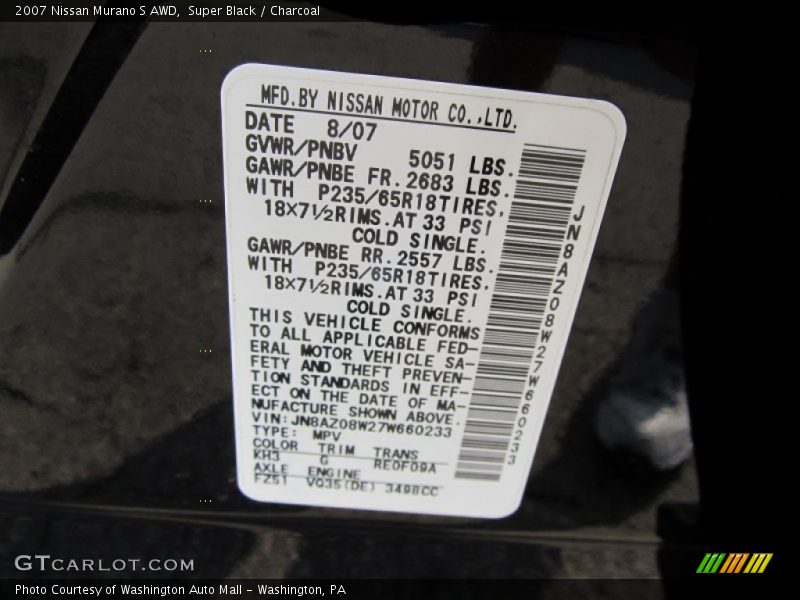 2007 Nissan Murano S AWD, Super Black / Charcoal
MFD.BY NISSAN MOTOR CO.,LTD.
DATE 8/07
GVWR/PNBV 5051 LBS.
GAWR/PNBE FR.2683 LBS.
WITH P235/65R18TIRES,
18×7½RIMS.AT 33 PSI
COLD SINGLE.
GAWR/PNBE RR.2557 LBS.
WITH P235/65R18TIRES,
18×7½RIMS.AT 33 PSI
COLD SINGLE.
THIS VEHICLE CONFORMS
TO ALL APPLICABLE FED-
ERAL MOTOR VEHICLE SA-
FETY AND THEFT PREVEN-
TION STANDARDS IN EFF-
ECT ON THE DATE OF MA-
NUFACTURE SHOWN ABOVE.
VIN:JN8AZ08W27W660233
TYPE: MPV
COLOR TRIM TRANS
KH3 G RE0F09A
AXLE ENGINE
FZ51 VQ35(DE) 3498CC
JN8AZ08W27W660233
GTCARLOT.COM
Photo Courtesy of Washington Auto Mall - Washington, PA